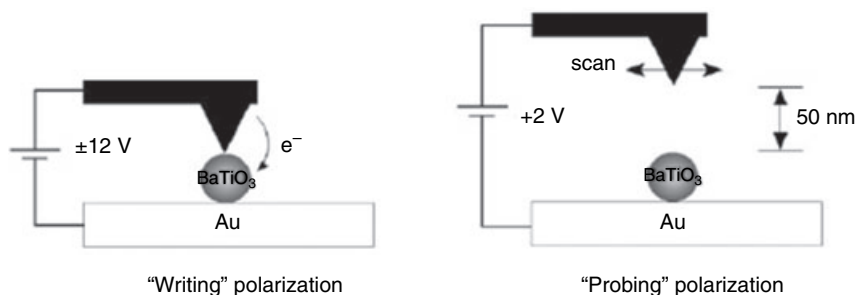 ±12 V
e⁻
BaTiO₃
Au
"Writing" polarization
scan
+2 V
50 nm
BaTiO₃
Au
"Probing" polarization